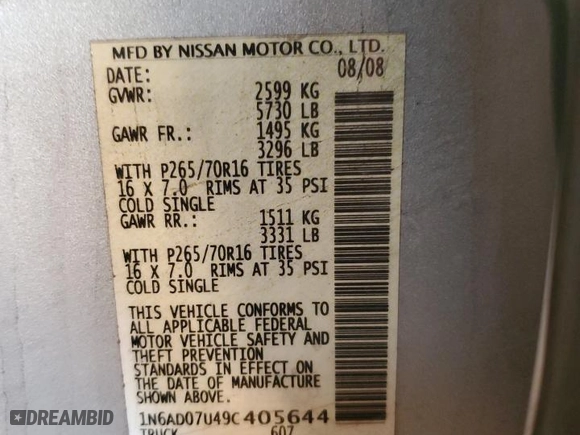 MFD BY NISSAN MOTOR CO., LTD.
DATE: 08/08
GVWR: 2599 KG
5730 LB
GAWR FR.: 1495 KG
3296 LB
WITH P265/70R16 TIRES
16 X 7.0 RIMS AT 35 PSI
COLD SINGLE
GAWR RR.: 1511 KG
3331 LB
WITH P265/70R16 TIRES
16 X 7.0 RIMS AT 35 PSI
COLD SINGLE
THIS VEHICLE CONFORMS TO
ALL APPLICABLE FEDERAL
MOTOR VEHICLE SAFETY AND
THEFT PREVENTION
STANDARDS IN EFFECT ON
THE DATE OF MANUFACTURE
SHOWN ABOVE.
1N6AD07U49C405644
TRUCK 607
DREAMBID